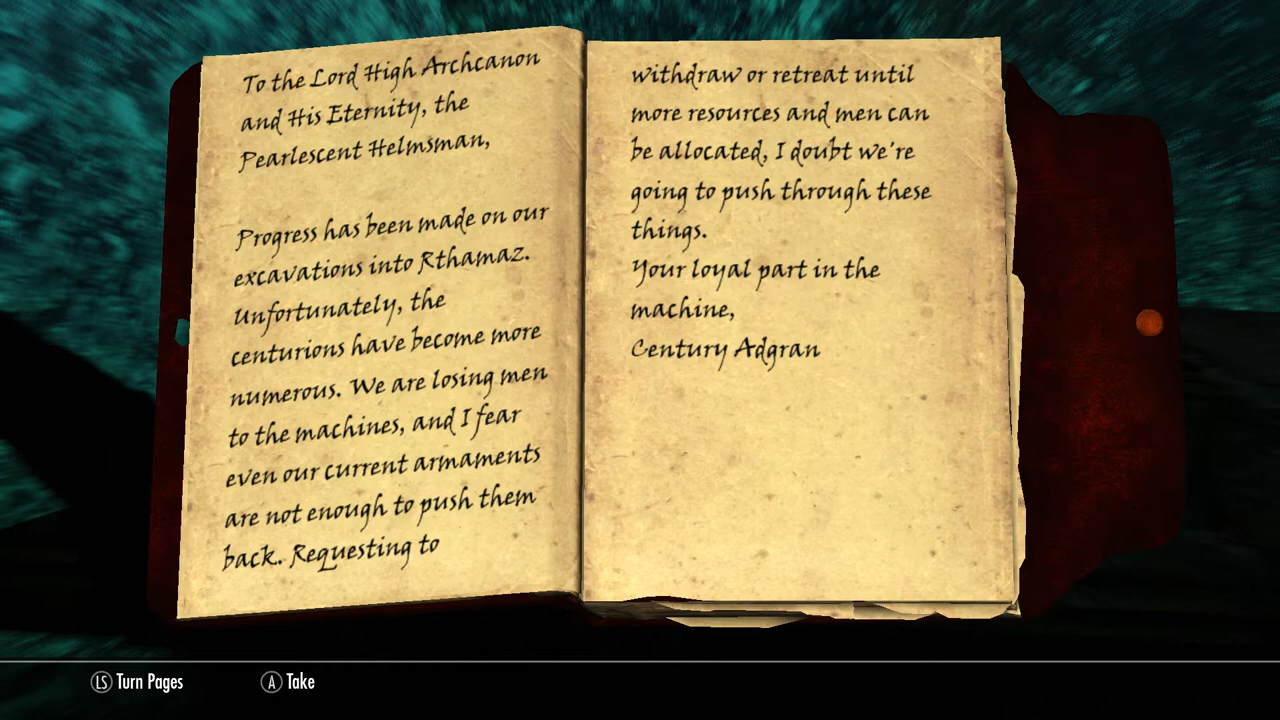 To the Lord High Archcanon
and His Eternity, the
Pearlescent Helmsman,
Progress has been made on our
excavations into Rthamaz.
Unfortunately, the
centurions have become more
numerous. We are losing men
to the machines, and I fear
even our current armaments
are not enough to push them
back. Requesting to
withdraw or retreat until
more resources and men can
be allocated, I doubt we're
going to push through these
things.
Your loyal part in the
machine,
Century Adgran
LS Turn Pages
A Take